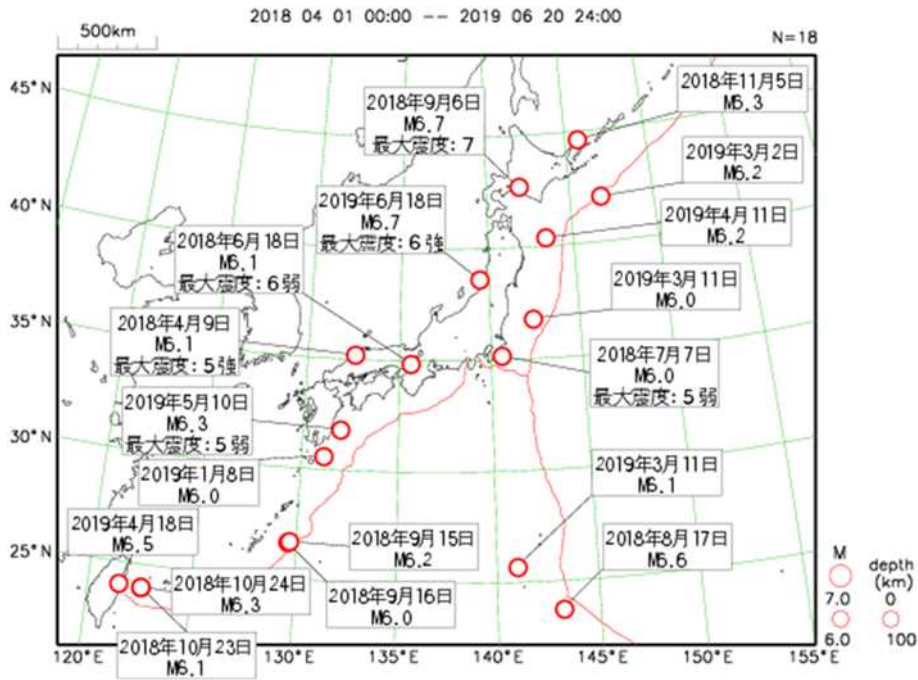 2018 04 01 00:00 -- 2019 06 20 24:00
500km
N=18
45°N
40°N
35°N
30°N
25°N
2018年11月5日
M6.3
2018年9月6日
M6.7
最大震度:7
2019年3月2日
M6.2
2019年6月18日
M6.7
最大震度:6強
2019年4月11日
M6.2
2018年6月18日
M6.1
最大震度:6弱
2019年3月11日
M6.0
2018年4月9日
M6.1
最大震度:5強
2018年7月7日
M6.0
最大震度:5弱
2019年5月10日
M6.3
最大震度:5弱
2019年1月8日
M6.0
2019年3月11日
M6.1
2019年4月18日
M6.5
2018年9月15日
M6.2
2018年8月17日
M6.6
2018年10月24日
M6.3
2018年9月16日
M6.0
2018年10月23日
M6.1
120°E
130°E
135°E
140°E
145°E
150°E
155°E
M
7.0
6.0
depth
(km)
0
100